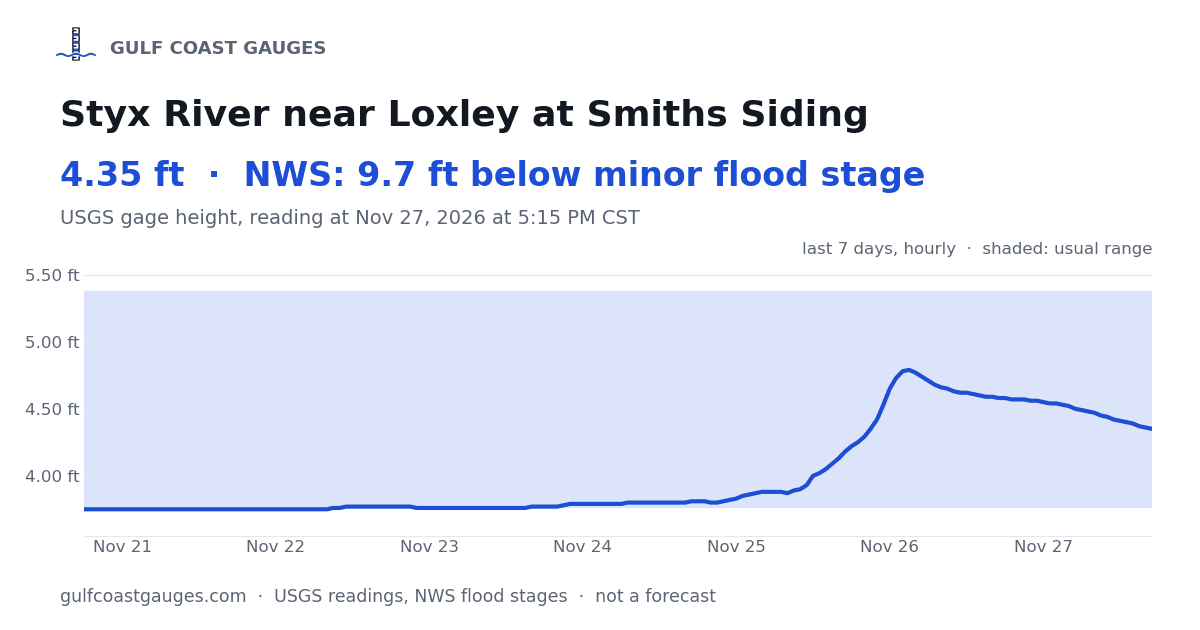 GULF COAST GAUGES
Styx River near Loxley at Smiths Siding
4.35 ft · NWS: 9.7 ft below minor flood stage
USGS gage height, reading at Nov 27, 2026 at 5:15 PM CST
last 7 days, hourly · shaded: usual range
5.50 ft
5.00 ft
4.50 ft
4.00 ft
Nov 21 Nov 22 Nov 23 Nov 24 Nov 25 Nov 26 Nov 27
gulfcoastgauges.com · USGS readings, NWS flood stages · not a forecast